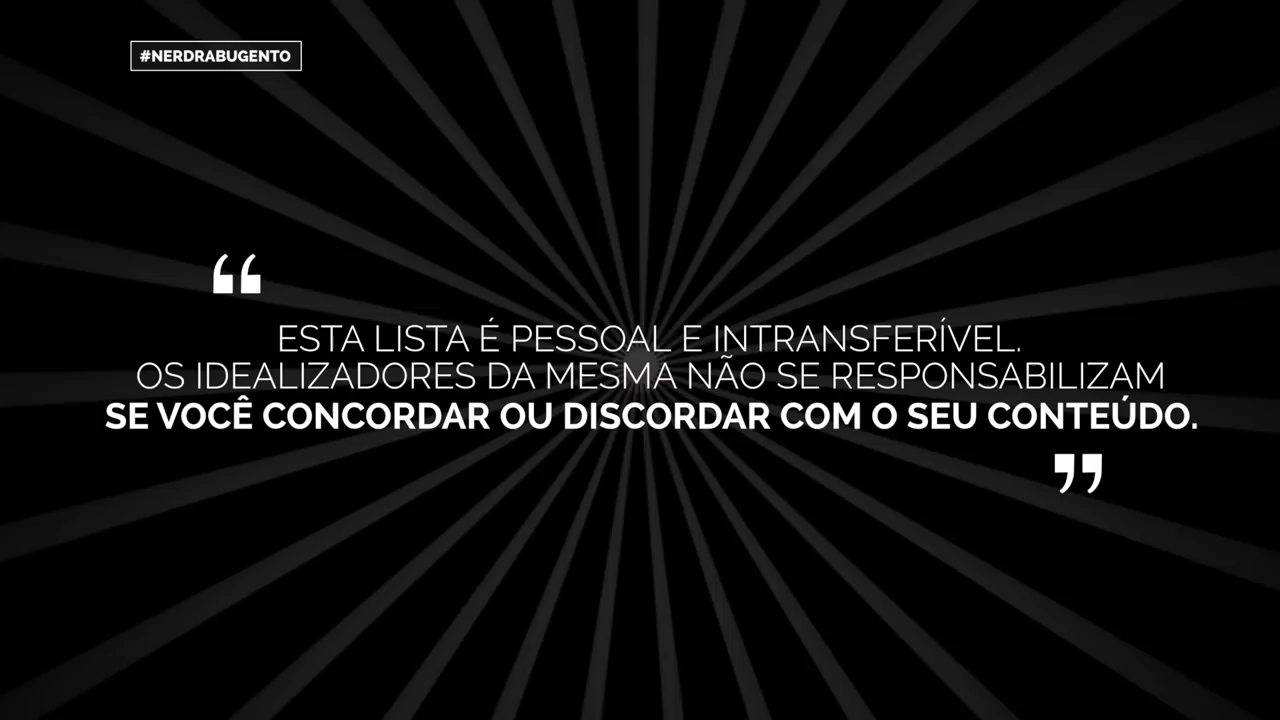 #NERDRABUGENTO
“
ESTA LISTA É PESSOAL E INTRANSFERÍVEL.
OS IDEALIZADORES DA MESMA NÃO SE RESPONSABILIZAM
SE VOCÊ CONCORDAR OU DISCORDAR COM O SEU CONTEÚDO.
”